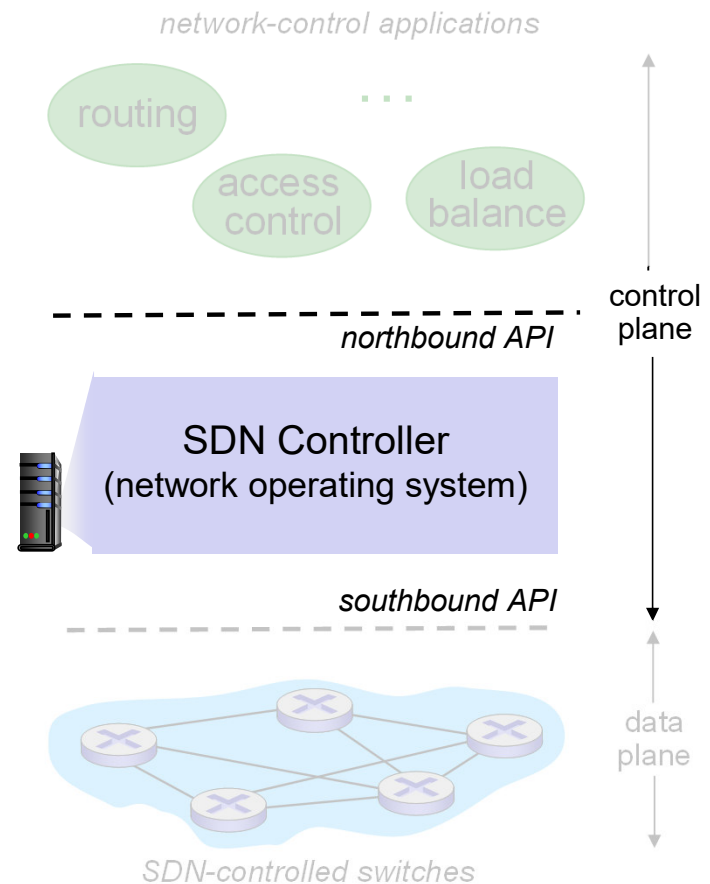 network-control applications
routing
. . .
access
control
load
balance
control
plane
northbound API
SDN Controller
(network operating system)
southbound API
data
plane
SDN-controlled switches